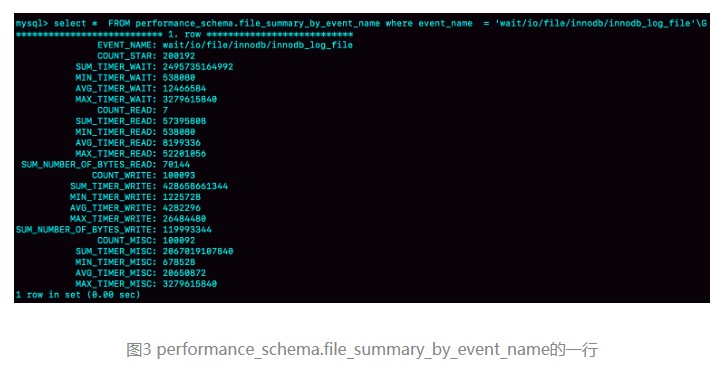 mysql> select *  FROM performance_schema.file_summary_by_event_name where event_name  = 'wait/io/file/innodb/innodb_log_file'\G
*************************** 1. row ***************************
EVENT_NAME: wait/io/file/innodb/innodb_log_file
COUNT_STAR: 200192
SUM_TIMER_WAIT: 2495735164992
MIN_TIMER_WAIT: 538080
AVG_TIMER_WAIT: 12466584
MAX_TIMER_WAIT: 3279615840
COUNT_READ: 7
SUM_TIMER_READ: 57395808
MIN_TIMER_READ: 538080
AVG_TIMER_READ: 8199336
MAX_TIMER_READ: 52201056
SUM_NUMBER_OF_BYTES_READ: 70144
COUNT_WRITE: 100093
SUM_TIMER_WRITE: 428658661344
MIN_TIMER_WRITE: 1225728
AVG_TIMER_WRITE: 4282296
MAX_TIMER_WRITE: 26484480
SUM_NUMBER_OF_BYTES_WRITE: 119993344
COUNT_MISC: 100092
SUM_TIMER_MISC: 2067019107840
MIN_TIMER_MISC: 678528
AVG_TIMER_MISC: 20650872
MAX_TIMER_MISC: 3279615840
1 row in set (0.00 sec)
图3 performance_schema.file_summary_by_event_name的一行